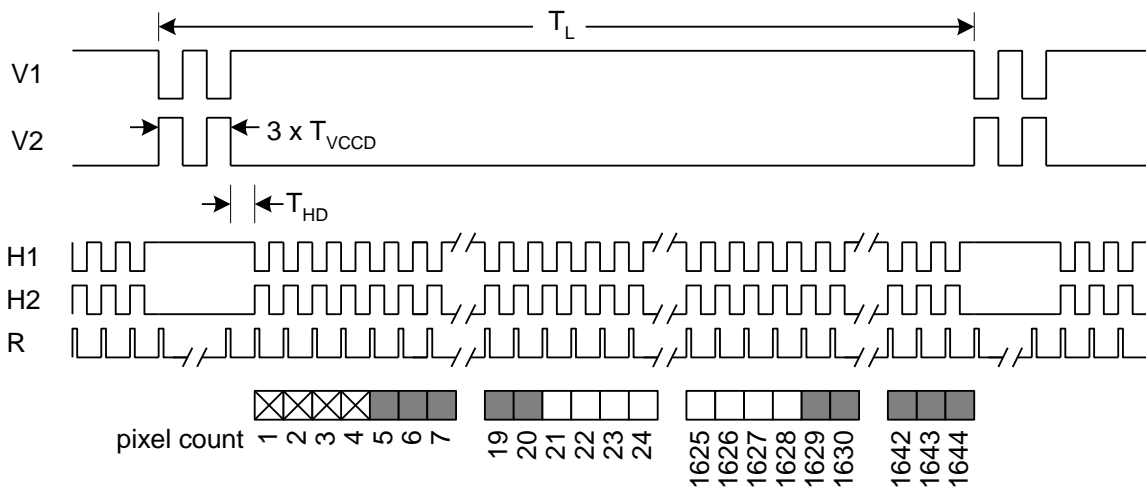 T_L
V1
V2
3 x T_VCCD
T_HD
H1
H2
R
pixel count
1 2 3 4 5 6 7 19 20 21 22 23 24 1625 1626 1627 1628 1629 1630 1642 1643 1644